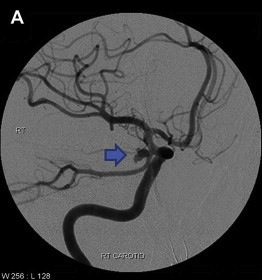 A
RT
RT CAROTID
W 256 : L 128